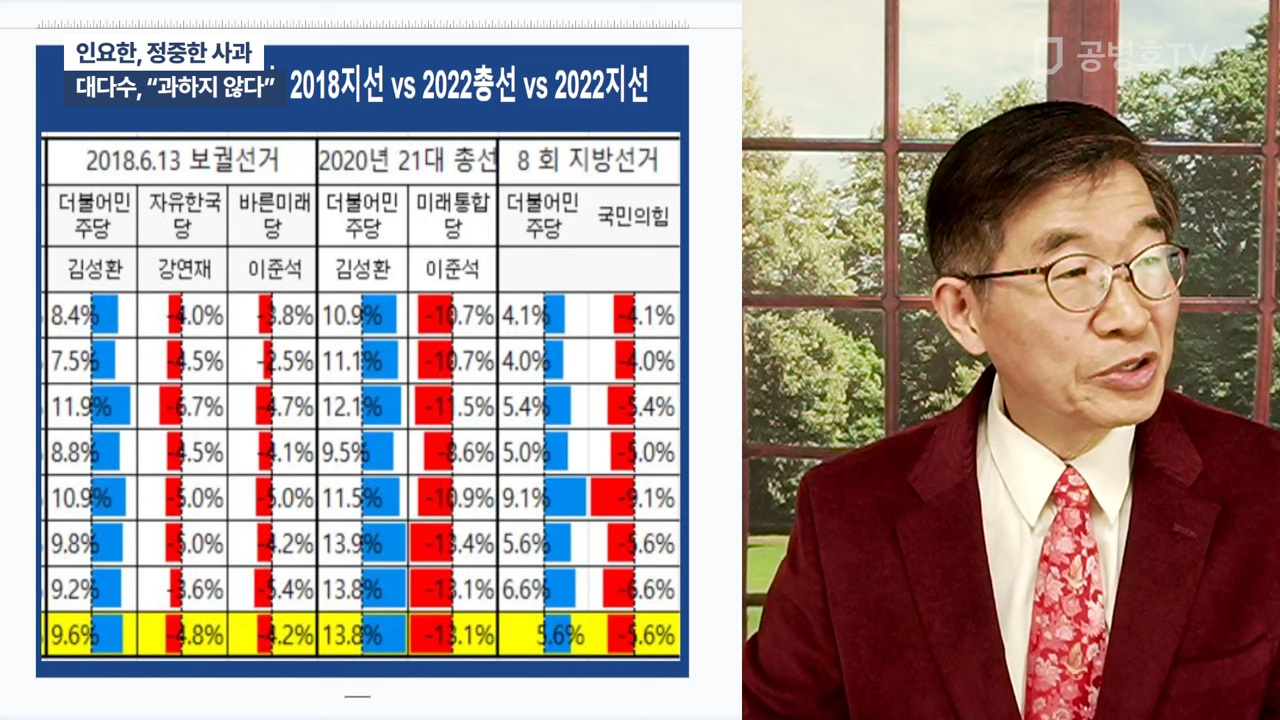 인요한, 정중한 사과
대다수, “과하지 않다”
2018지선 vs 2022총선 vs 2022지선
공병호TV
2018.6.13 보궐선거 2020년 21대 총선 8 회 지방선거
더불어민주당 자유한국당 바른미래당 더불어민주당 미래통합당 더불어민주당 국민의힘
김성환 강연재 이준석 김성환 이준석
8.4% -4.0% -3.8% 10.9% -10.7% 4.1% -4.1%
7.5% -4.5% -2.5% 11.1% -10.7% 4.0% -4.0%
11.9% -6.7% -4.7% 12.1% -11.5% 5.4% -5.4%
8.8% -4.5% -4.1% 9.5% -8.6% 5.0% -5.0%
10.9% -5.0% -5.0% 11.5% -10.9% 9.1% -9.1%
9.8% -5.0% -4.2% 13.9% -13.4% 5.6% -5.6%
9.2% -3.6% -5.4% 13.8% -13.1% 6.6% -6.6%
9.6% -4.8% -4.2% 13.8% -13.1% 5.6% -5.6%